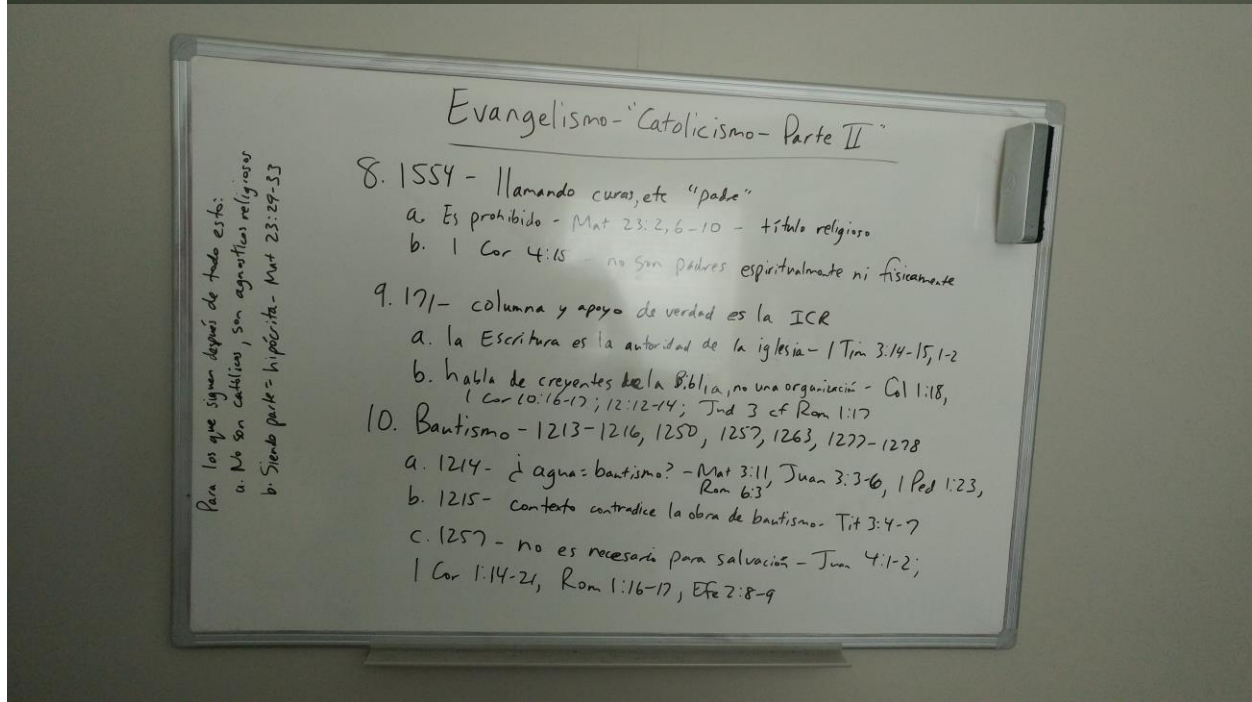 Evangelismo - "Catolicismo - Parte II"
8. 1554 - llamando curas, etc "padre"
a. Es prohibido - Mat 23:2, 6-10 - título religioso
b. 1 Cor 4:15 - no son padres espiritualmente ni físicamente
9. 171 - columna y apoyo de verdad es la ICR
a. la Escritura es la autoridad de la iglesia - 1 Tim 3:14-15, 1-2
b. habla de creyentes de la Biblia, no una organización - Col 1:18,
1 Cor 10:16-17; 12:12-14; Jud 3 cf Rom 1:17
10. Bautismo - 1213-1216, 1250, 1257, 1263, 1277-1278
a. 1214 - ¿agua = bautismo? - Mat 3:11, Juan 3:3-6, 1 Ped 1:23,
Rom 6:3
b. 1215 - contexto contradice la obra de bautismo - Tit 3:4-7
c. 1257 - no es necesario para salvación - Juan 4:1-2;
1 Cor 1:14-21, Rom 1:16-17, Efe 2:8-9
Para los que siguen después de todo esto:
a. No son católicos, son agnosticos religiosos
b. Siendo parte = hipócrita - Mat 23:29-33